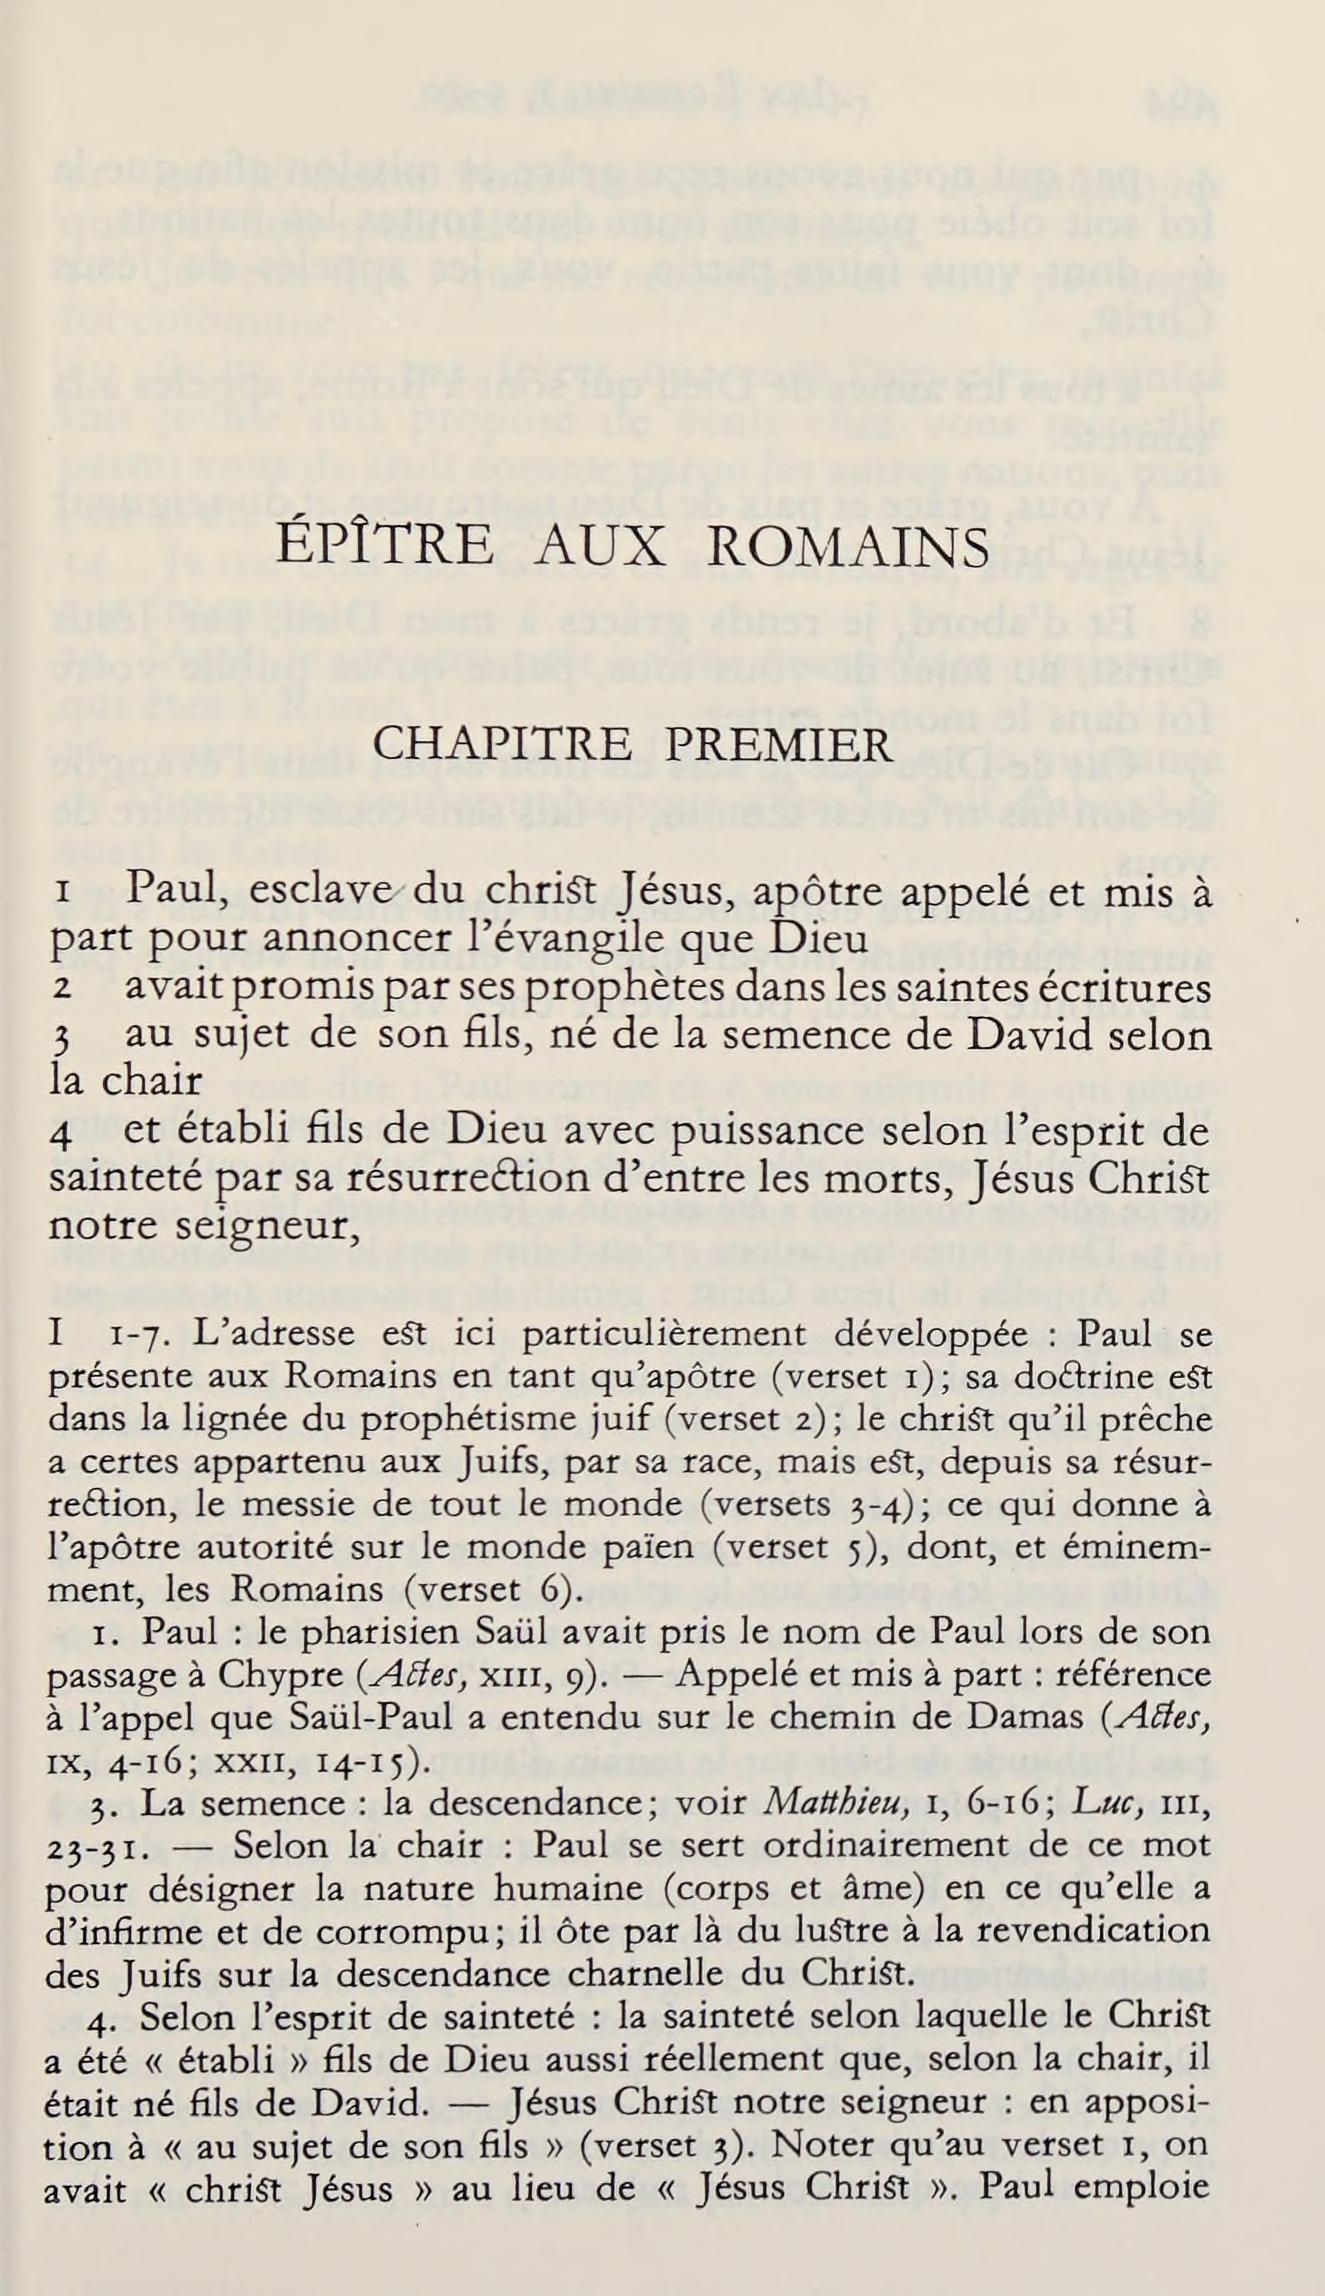 ÉPÎTRE AUX ROMAINS
CHAPITRE PREMIER
1 Paul, esclave du christ Jésus, apôtre appelé et mis à
part pour annoncer l’évangile que Dieu
2 avait promis par ses prophètes dans les saintes écritures
3 au sujet de son fils, né de la semence de David selon
la chair
4 et établi fils de Dieu avec puissance selon l’esprit de
sainteté par sa résurrection d’entre les morts, Jésus Christ
notre seigneur,
I 1-7. L’adresse est ici particulièrement développée : Paul se
présente aux Romains en tant qu’apôtre (verset 1); sa doctrine est
dans la lignée du prophétisme juif (verset 2); le christ qu’il prêche
a certes appartenu aux Juifs, par sa race, mais est, depuis sa résur-
rection, le messie de tout le monde (versets 3-4); ce qui donne à
l’apôtre autorité sur le monde païen (verset 5), dont, et éminem-
ment, les Romains (verset 6).
1. Paul : le pharisien Saül avait pris le nom de Paul lors de son
passage à Chypre (Actes, XIII, 9). — Appelé et mis à part : référence
à l’appel que Saül-Paul a entendu sur le chemin de Damas (Actes,
IX, 4-16; XXII, 14-15).
3. La semence : la descendance; voir Matthieu, I, 6-16; Luc, III,
23-31. — Selon la chair : Paul se sert ordinairement de ce mot
pour désigner la nature humaine (corps et âme) en ce qu’elle a
d’infirme et de corrompu; il ôte par là du lustre à la revendication
des Juifs sur la descendance charnelle du Christ.
4. Selon l’esprit de sainteté : la sainteté selon laquelle le Christ
a été « établi » fils de Dieu aussi réellement que, selon la chair, il
était né fils de David. — Jésus Christ notre seigneur : en apposi-
tion à « au sujet de son fils » (verset 3). Noter qu’au verset 1, on
avait « christ Jésus » au lieu de « Jésus Christ ». Paul emploie